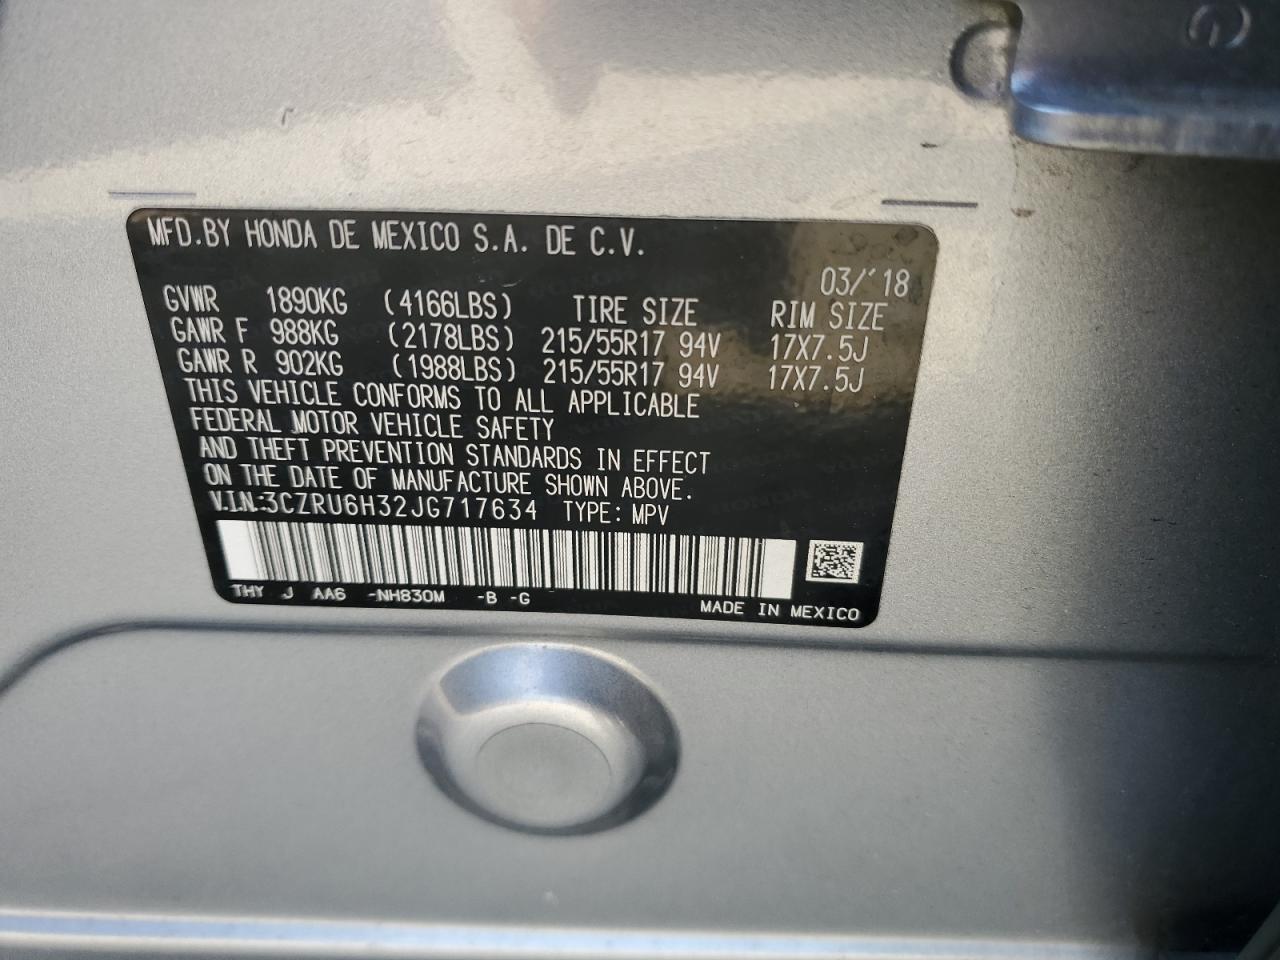 MFD.BY HONDA DE MEXICO S.A. DE C.V.
03/'18
GVWR 1890KG (4166LBS) TIRE SIZE RIM SIZE
GAWR F 988KG (2178LBS) 215/55R17 94V 17X7.5J
GAWR R 902KG (1988LBS) 215/55R17 94V 17X7.5J
THIS VEHICLE CONFORMS TO ALL APPLICABLE
FEDERAL MOTOR VEHICLE SAFETY
AND THEFT PREVENTION STANDARDS IN EFFECT
ON THE DATE OF MANUFACTURE SHOWN ABOVE.
V.I.N:3CZRU6H32JG717634 TYPE: MPV
THY J AA6 -NH830M -B -G
MADE IN MEXICO